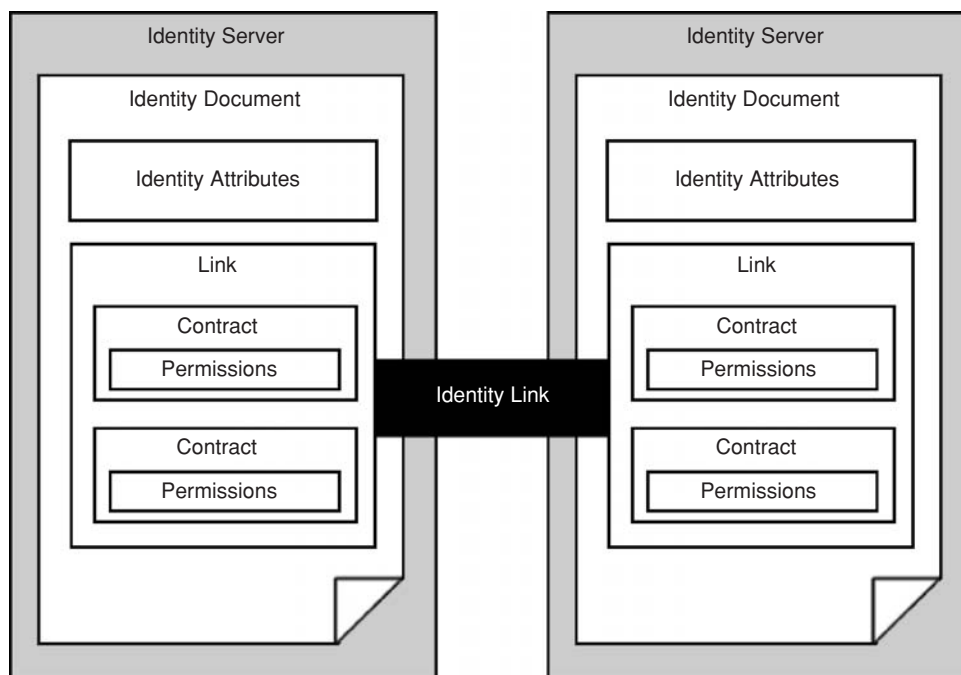 Identity Server
Identity Document
Identity Attributes
Link
Contract
Permissions
Contract
Permissions
Identity Link
Identity Server
Identity Document
Identity Attributes
Link
Contract
Permissions
Contract
Permissions